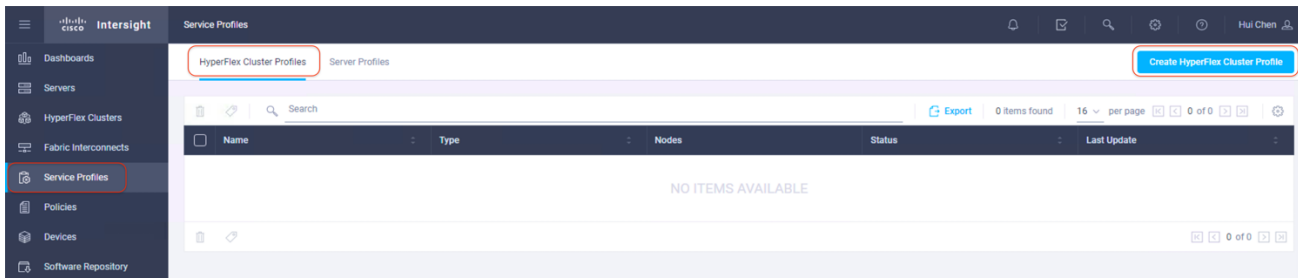 cisco Intersight Service Profiles Hui Chen
Dashboards HyperFlex Cluster Profiles Server Profiles Create HyperFlex Cluster Profile
Servers
Search Export 0 items found 16 per page 0 of 0
HyperFlex Clusters
Name Type Nodes Status Last Update
Fabric Interconnects
Service Profiles
NO ITEMS AVAILABLE
Policies
Devices 0 of 0
Software Repository